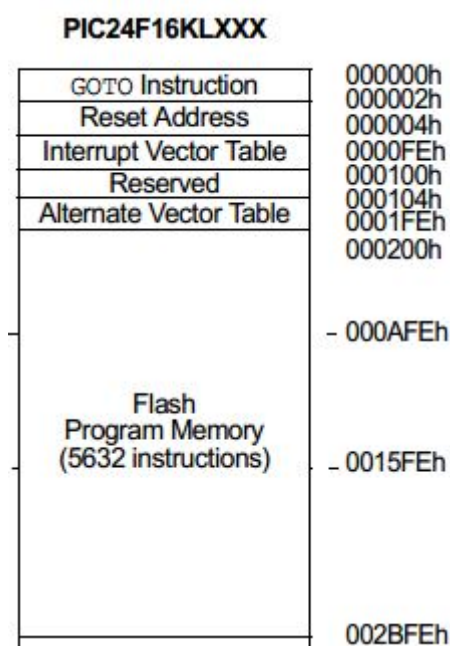 PIC24F16KLXXX
GOTO Instruction
000000h
000002h
Reset Address
000004h
Interrupt Vector Table
0000FEh
Reserved
000100h
000104h
Alternate Vector Table
0001FEh
000200h
000AFEh
Flash
Program Memory
(5632 instructions)
0015FEh
002BFEh